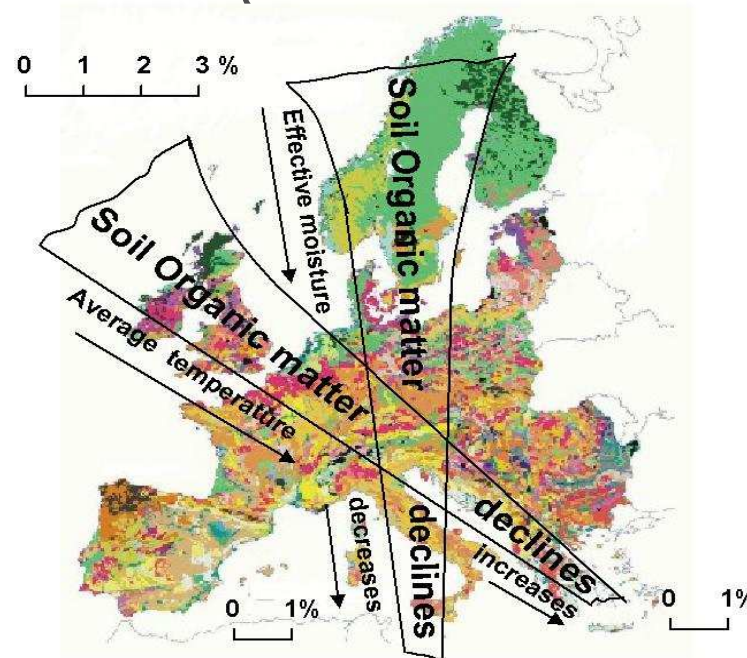 0 1 2 3 %
Effective moisture
decreases
Soil Organic matter
declines
Soil Organic matter
declines
Average temperature
increases
0 1%
0 1%